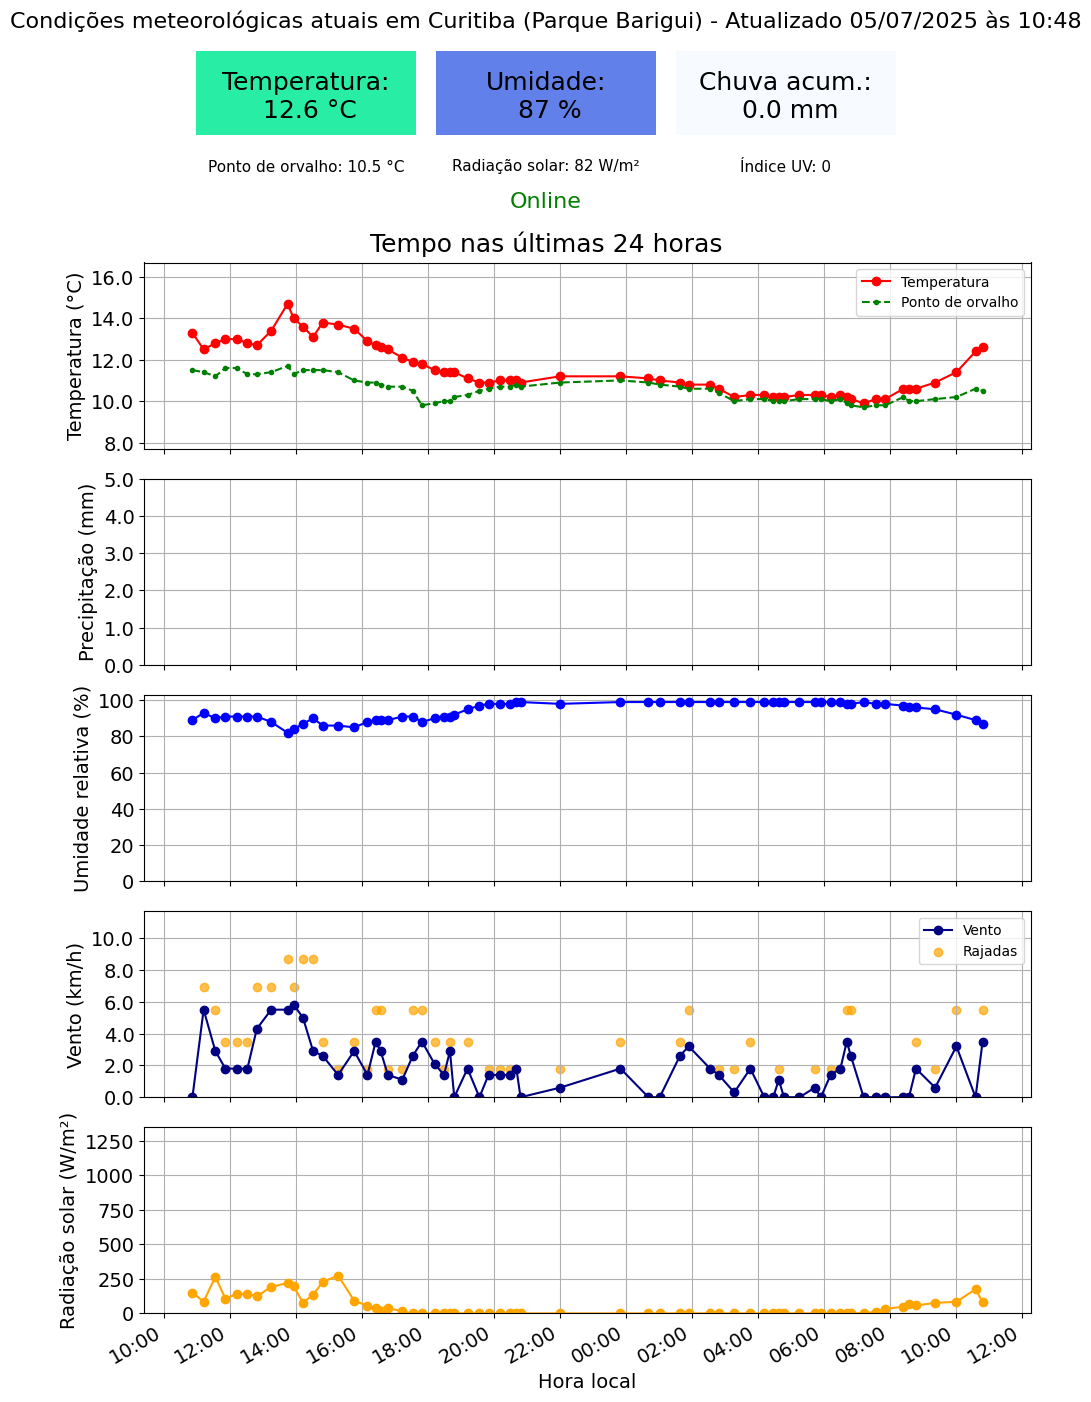 Condições meteorológicas atuais em Curitiba (Parque Barigui) - Atualizado 05/07/2025 às 10:48
Temperatura:
12.6 °C
Umidade:
87 %
Chuva acum.:
0.0 mm
Ponto de orvalho: 10.5 °C
Radiação solar: 82 W/m²
Índice UV: 0
Online
Tempo nas últimas 24 horas
Temperatura (°C)
16.0
14.0
12.0
10.0
8.0
Temperatura
Ponto de orvalho
Precipitação (mm)
5.0
4.0
3.0
2.0
1.0
0.0
Umidade relativa (%)
100
80
60
40
20
0
Vento (km/h)
10.0
8.0
6.0
4.0
2.0
0.0
Vento
Rajadas
Radiação solar (W/m²)
1250
1000
750
500
250
0
10:00
12:00
14:00
16:00
18:00
20:00
22:00
00:00
02:00
04:00
06:00
08:00
10:00
12:00
Hora local